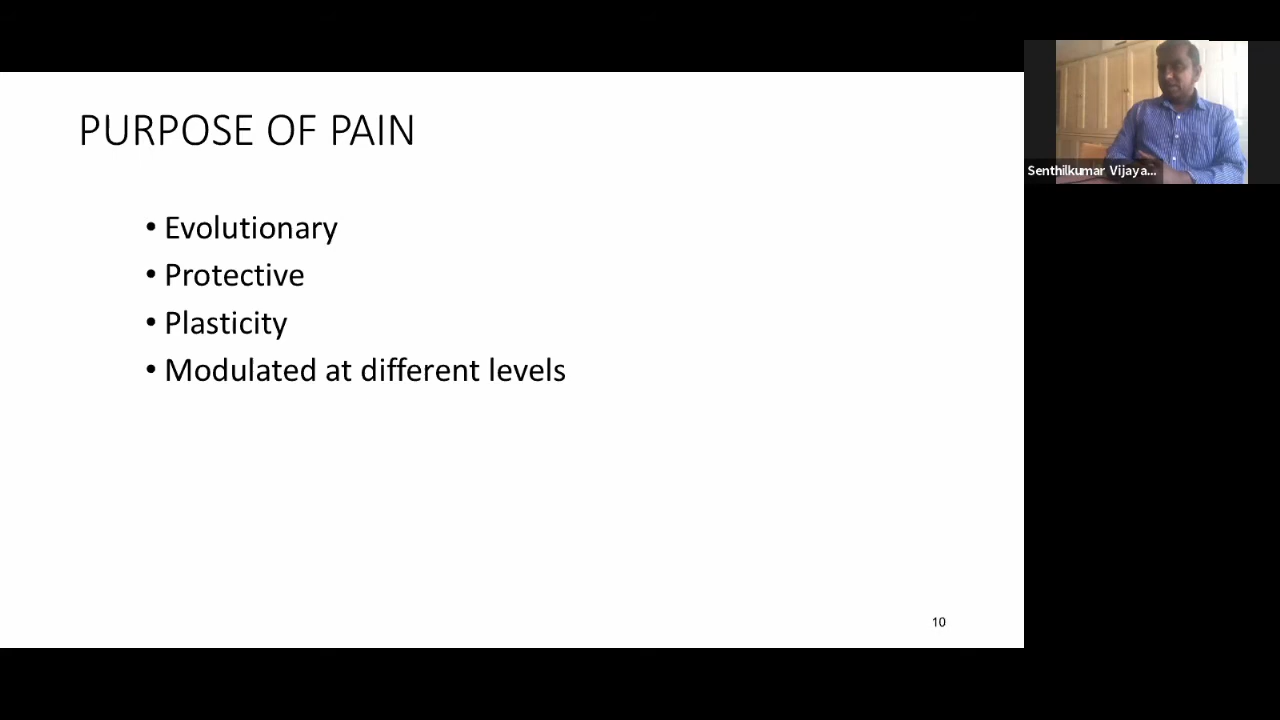 PURPOSE OF PAIN
• Evolutionary
• Protective
• Plasticity
• Modulated at different levels
10
Senthilkumar Vijaya...